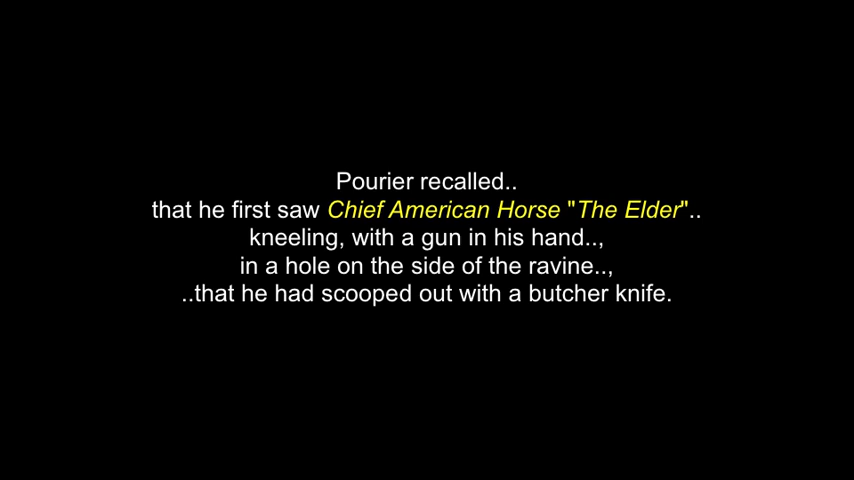 Pourier recalled..
that he first saw Chief American Horse "The Elder"..
kneeling, with a gun in his hand..,
in a hole on the side of the ravine..,
..that he had scooped out with a butcher knife.